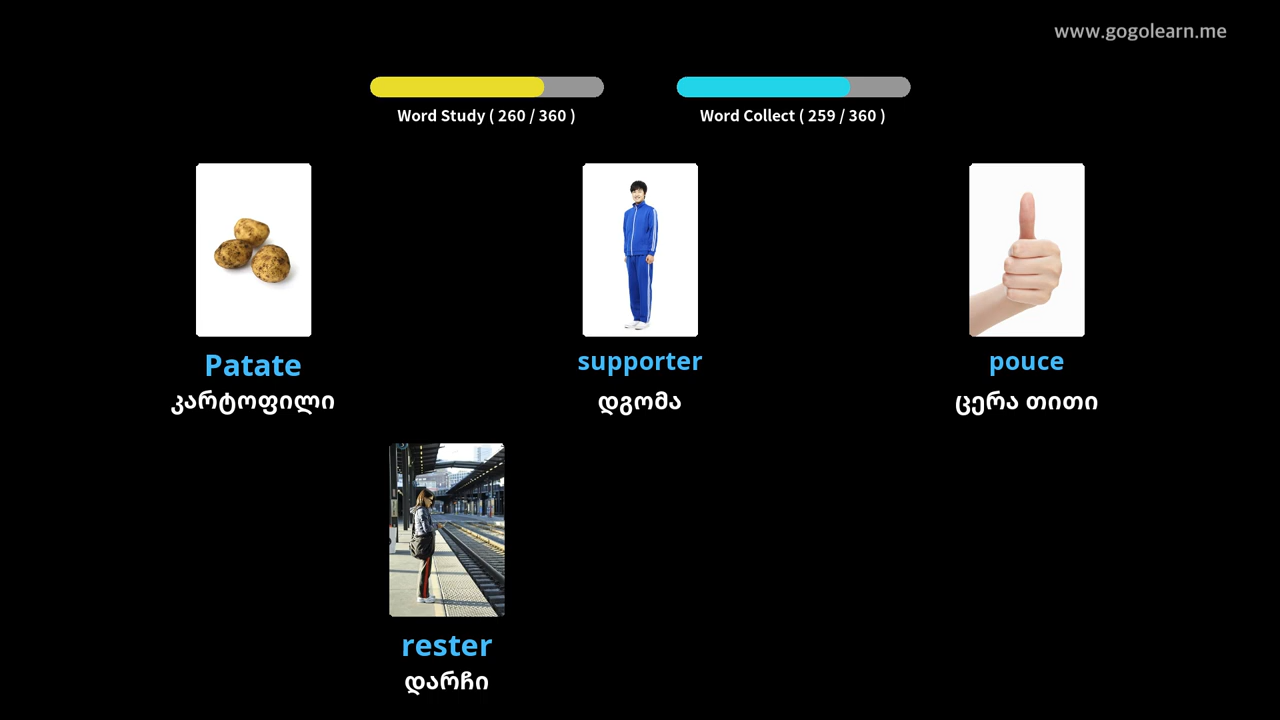 www.gogolearn.me
Word Study ( 260 / 360 )
Word Collect ( 259 / 360 )
Patate
კარტოფილი
supporter
დგომა
pouce
ცერა თითი
rester
დარჩი